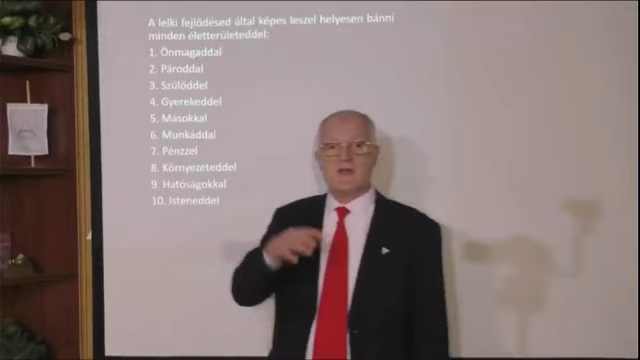 A lelki fejlődésed által képes leszel helyesen bánni
minden életterületeddel:
1. Önmagaddal
2. Pároddal
3. Szülőddel
4. Gyerekeddel
5. Másokkal
6. Munkáddal
7. Pénzzel
8. Környezeteddel
9. Hatóságokkal
10. Isteneddel